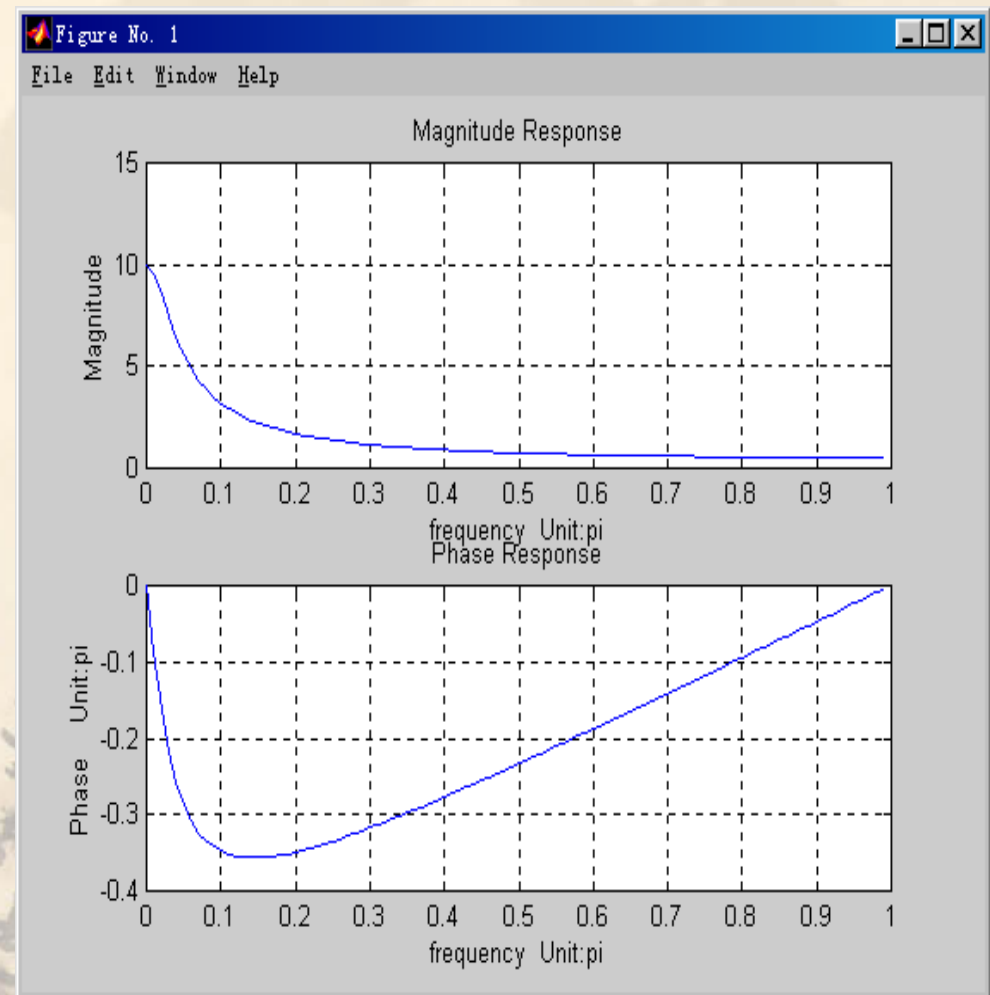 Figure No. 1
File Edit Window Help
Magnitude Response
15
10
5
0
Magnitude
0 0.1 0.2 0.3 0.4 0.5 0.6 0.7 0.8 0.9 1
frequency Unit:pi
Phase Response
0
-0.1
-0.2
-0.3
-0.4
Phase Unit:pi
0 0.1 0.2 0.3 0.4 0.5 0.6 0.7 0.8 0.9 1
frequency Unit:pi